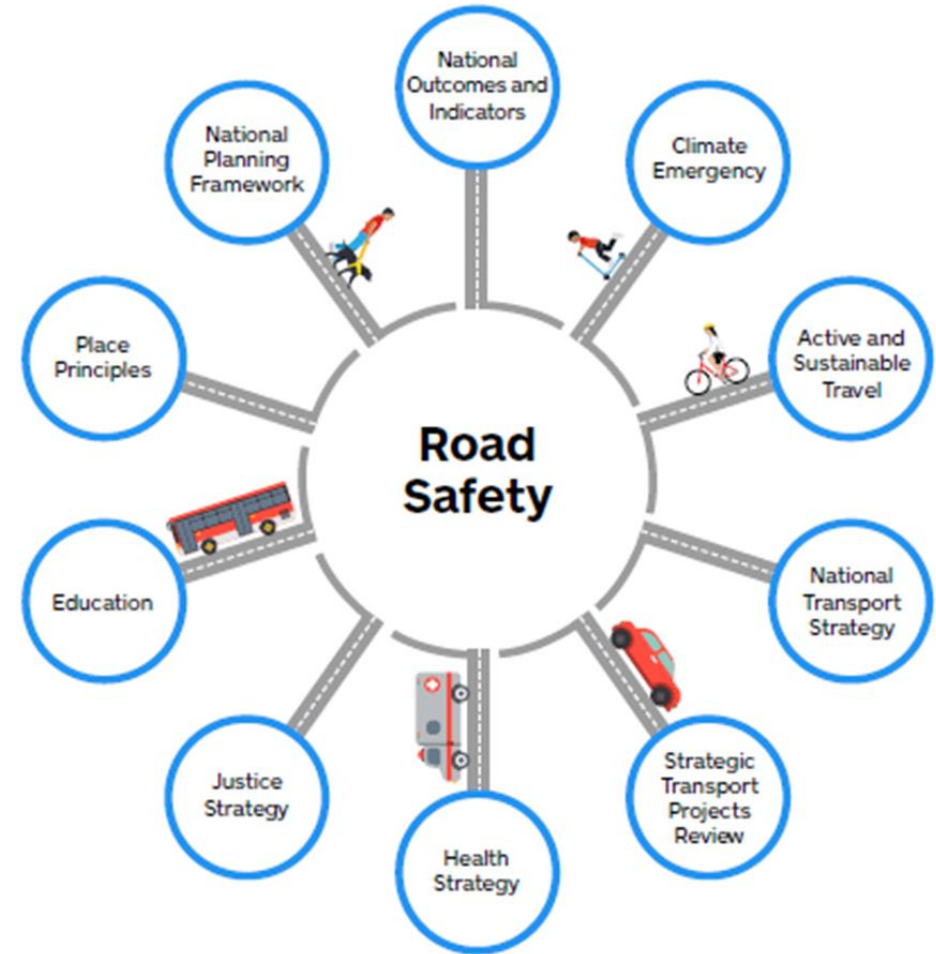 National
Outcomes and
Indicators
Climate
Emergency
Active and
Sustainable
Travel
National
Transport
Strategy
Strategic
Transport
Projects
Review
Health
Strategy
Justice
Strategy
Education
Place
Principles
National
Planning
Framework
Road
Safety